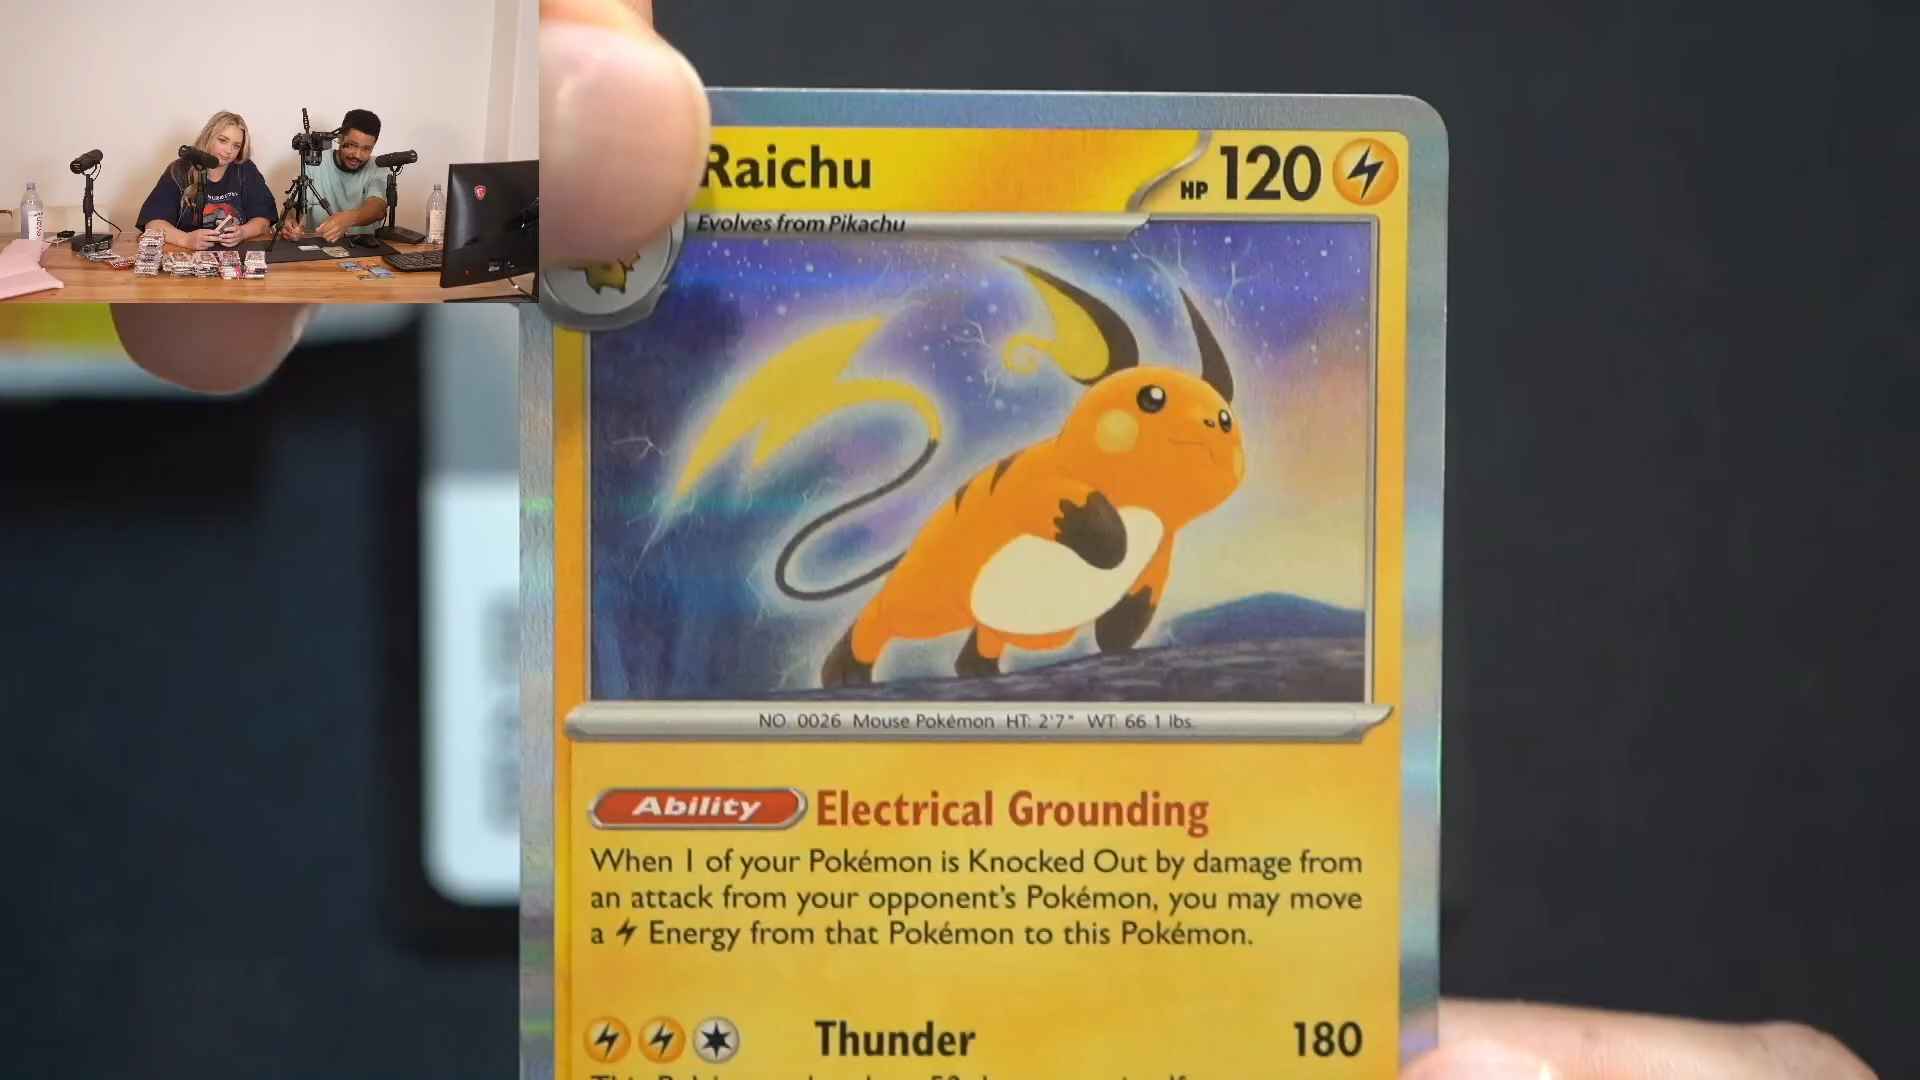 Raichu
HP 120
Evolves from Pikachu
NO. 0026 Mouse Pokémon HT: 2'7" WT: 66.1 lbs.
Ability Electrical Grounding
When 1 of your Pokémon is Knocked Out by damage from
an attack from your opponent's Pokémon, you may move
a Energy from that Pokémon to this Pokémon.
Thunder 180